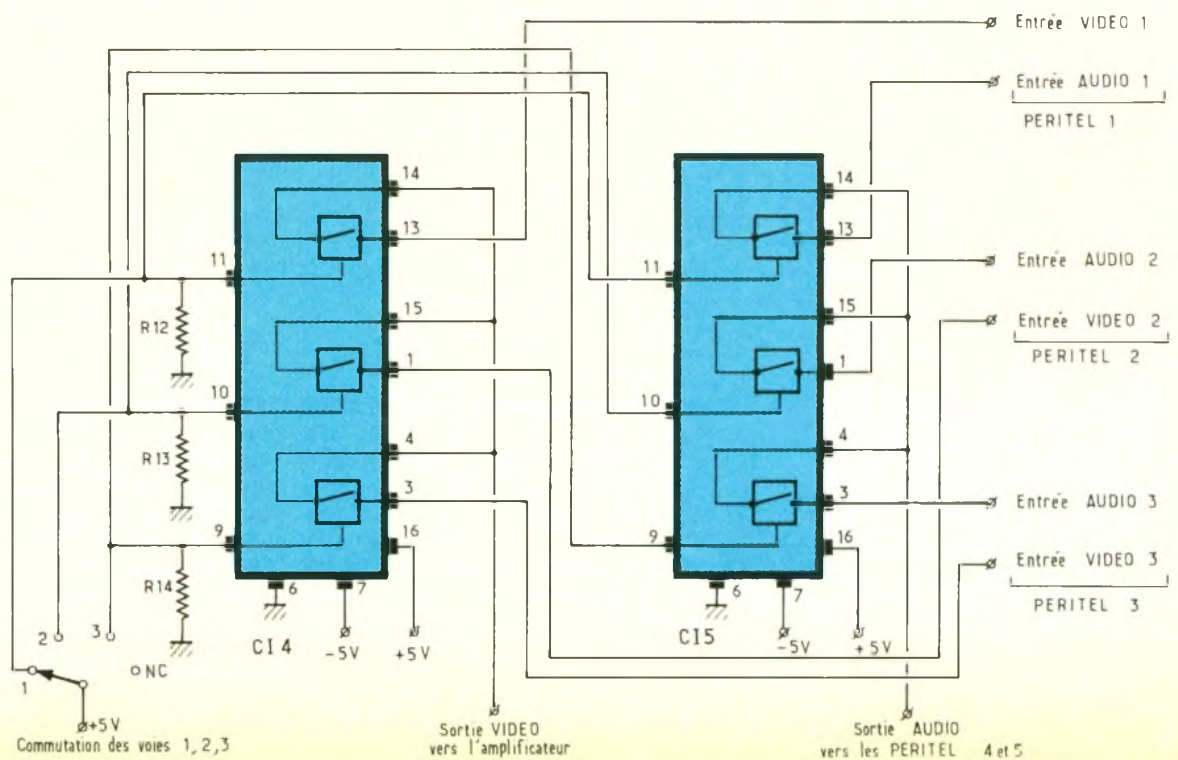 Entrée VIDEO 1
Entrée AUDIO 1
PERITEL 1
14
13
11
15
R12
1
10
4
R13
3
9
16
R14
6
7
2
3
CI 4
-5V
+5V
NC
1
+5V
Commutation des voies 1,2,3
Sortie VIDEO
vers l'amplificateur
14
13
11
15
1
10
4
3
9
16
6
7
CI5
-5V
+5V
Entrée AUDIO 2
Entrée VIDEO 2
PERITEL 2
Entrée AUDIO 3
Entrée VIDEO 3
PERITEL 3
Sortie AUDIO
vers les PERITEL 4 et 5